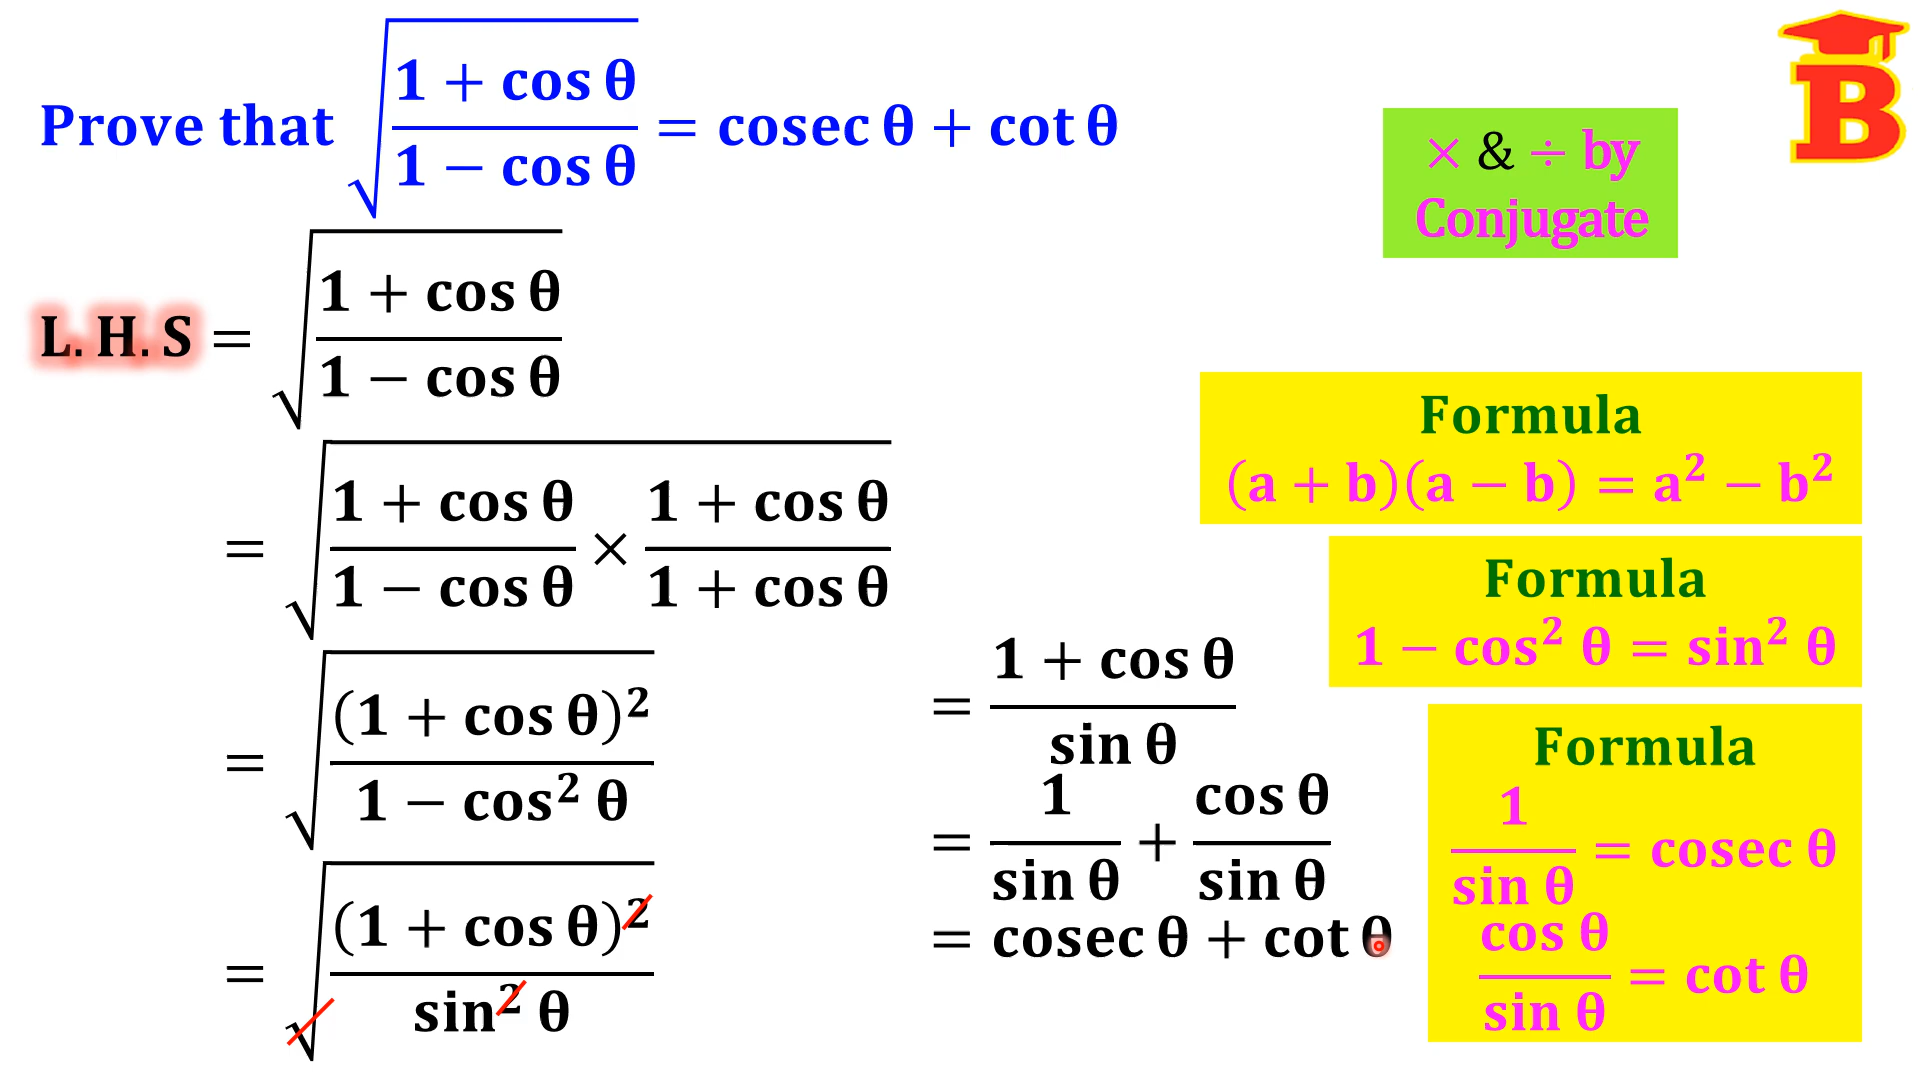 Prove that √((1 + cos θ)/(1 − cos θ)) = cosec θ + cot θ
B
× & ÷ by
Conjugate
L.H.S = √((1 + cos θ)/(1 − cos θ))
= √((1 + cos θ)/(1 − cos θ) × (1 + cos θ)/(1 + cos θ))
= √((1 + cos θ)²/(1 − cos² θ))
= √((1 + cos θ)²/(sin² θ))
= (1 + cos θ)/(sin θ)
= 1/(sin θ) + (cos θ)/(sin θ)
= cosec θ + cot θ
Formula
(a + b)(a − b) = a² − b²
Formula
1 − cos² θ = sin² θ
Formula
1/(sin θ) = cosec θ
(cos θ)/(sin θ) = cot θ